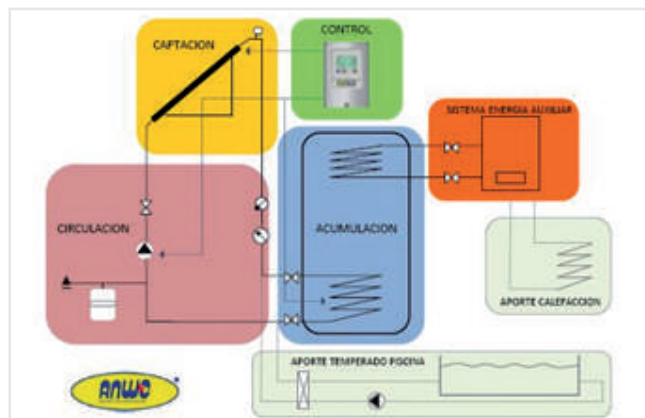 CAPTACION
CONTROL
SISTEMA ENERGIA AUXILIAR
CIRCULACION
ACUMULACION
APORTE CALEFACCION
APORTE TEMPERADO PISCINA
ANWO